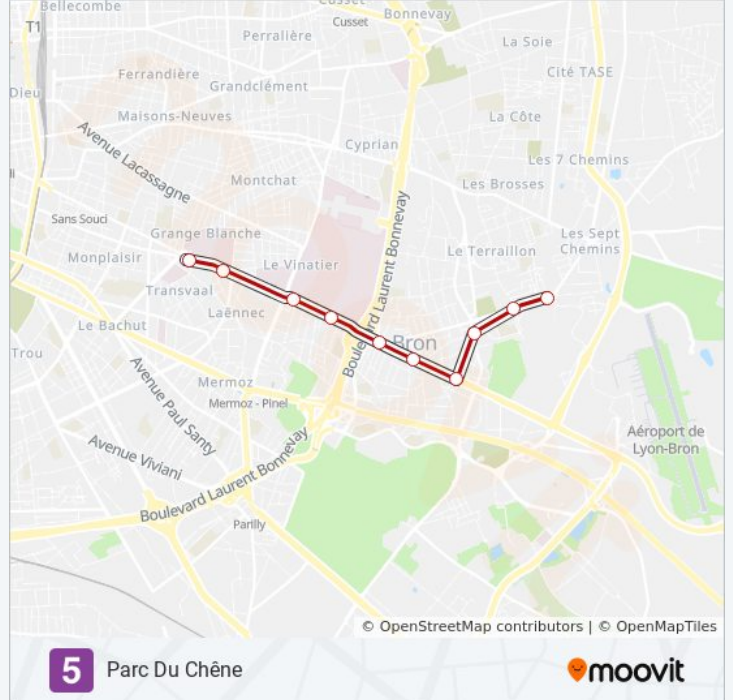 Bellecombe
Cusset
Bonnevay
T1
Cusset
Perralière
La Soie
Ferrandière
Cité TASE
Dieu
Grandclément
Maisons-Neuves
La Côte
Avenue Lacassagne
Cyprian
Les 7 Chemins
Montchat
Les Brosses
Sans Souci
Grange Blanche
Les Sept
Chemins
Monplaisir
Le Vinatier
Le Terraillon
Transvaal
Boulevard Laurent Bonnevay
Laënnec
Le Bachut
Bron
Trou
Mermoz
Mermoz - Pinel
Avenue Paul Santy
Aéroport de
Lyon-Bron
Avenue Viviani
Boulevard Laurent Bonnevay
Parilly
© OpenStreetMap contributors | © OpenMapTiles
5 Parc Du Chêne
moovit